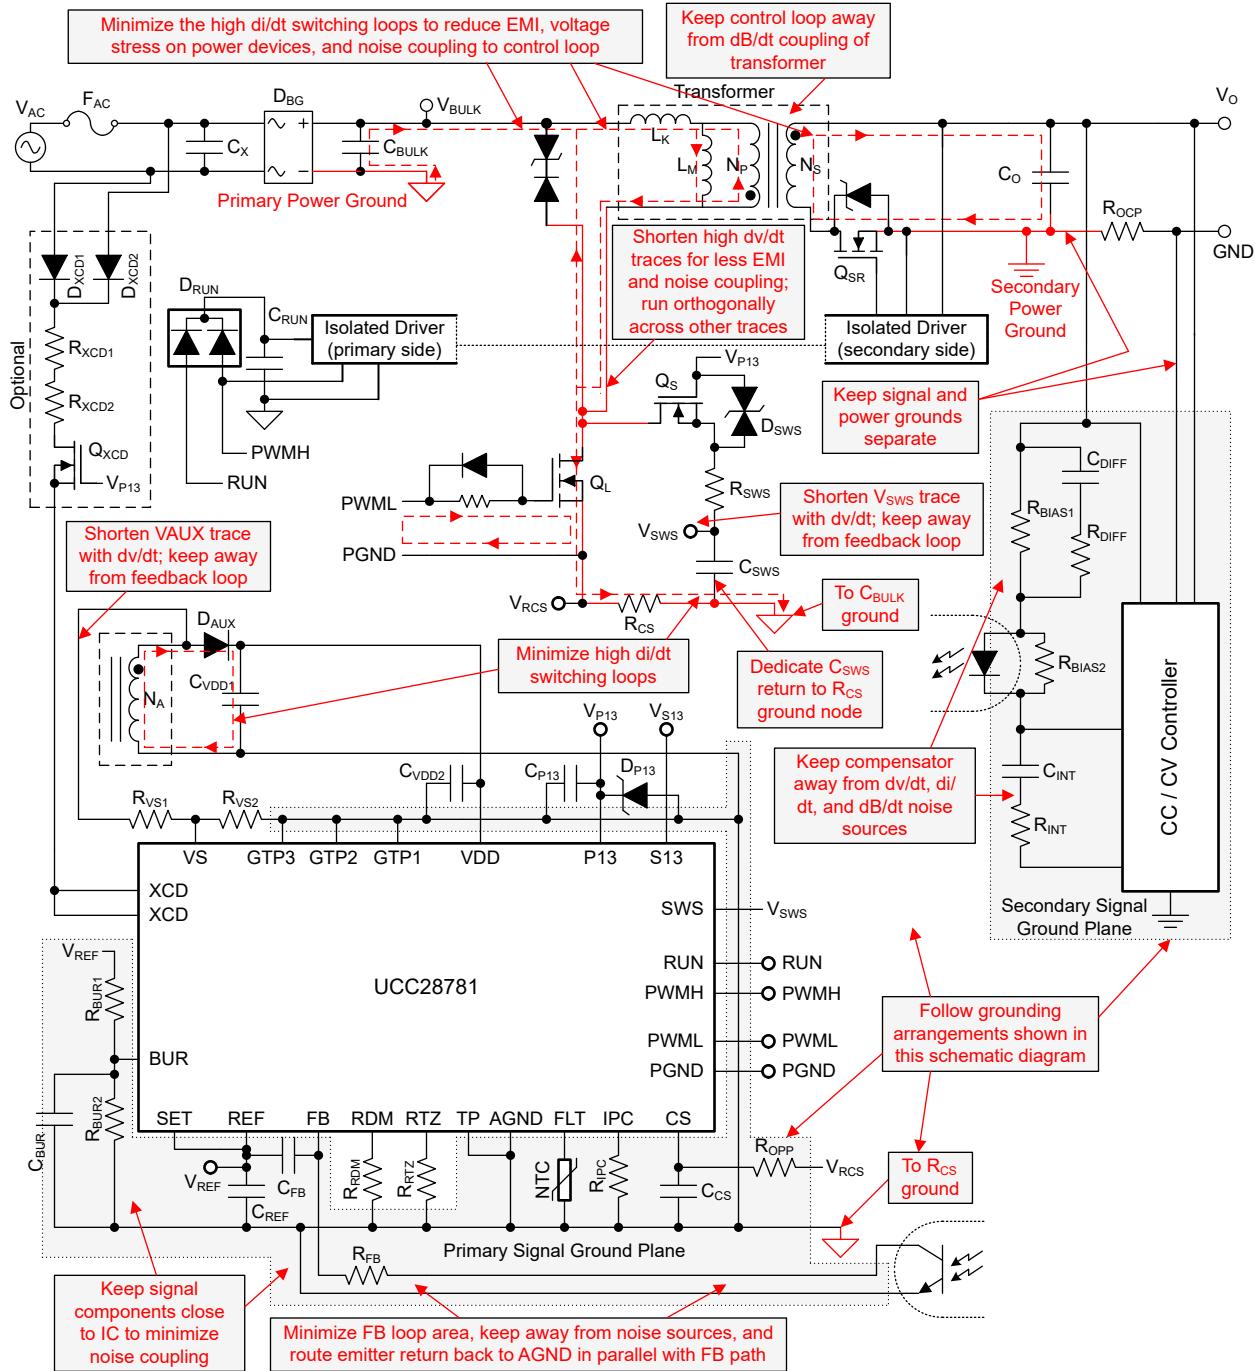 Minimize the high di/dt switching loops to reduce EMI, voltage
stress on power devices, and noise coupling to control loop
Keep control loop away
from dB/dt coupling of
transformer
VAC
FAC
DBG
VBULK
Transformer
VO
CX
CBULK
LK
LM
NP
NS
CO
Primary Power Ground
ROCP
GND
QSR
Secondary
Power
Ground
Shorten high dv/dt
traces for less EMI
and noise coupling;
run orthogonally
across other traces
Optional
DXCD1
DXCD2
RXCD1
RXCD2
QXCD
VP13
DRUN
CRUN
Isolated Driver
(primary side)
Isolated Driver
(secondary side)
PWMH
RUN
VP13
QS
DSWS
Keep signal and
power grounds
separate
PWML
QL
PGND
RSWS
VSWS
Shorten VSWS trace
with dv/dt; keep away
from feedback loop
CSWS
VRCS
RCS
To CBULK
ground
CDIFF
RBIAS1
RDIFF
RBIAS2
CINT
RINT
CC / CV Controller
Secondary Signal
Ground Plane
Shorten VAUX trace
with dv/dt; keep away
from feedback loop
DAUX
NA
CVDD1
Minimize high di/dt
switching loops
Dedicate CSWS
return to RCS
ground node
Keep compensator
away from dv/dt, di/
dt, and dB/dt noise
sources
VP13
VS13
CVDD2
CP13
DP13
RVS1
RVS2
VS
GTP3
GTP2
GTP1
VDD
P13
S13
XCD
XCD
SWS
VSWS
VREF
RBUR1
UCC28781
RUN
RUN
PWMH
PWMH
PWML
PWML
PGND
PGND
BUR
RBUR2
CBUR
SET
REF
FB
RDM
RTZ
TP
AGND
FLT
IPC
CS
Follow grounding
arrangements shown in
this schematic diagram
VREF
CFB
CREF
RRDM
RRTZ
NTC
RIPC
CCS
ROPP
VRCS
To RCS
ground
Primary Signal Ground Plane
RFB
Keep signal
components close
to IC to minimize
noise coupling
Minimize FB loop area, keep away from noise sources, and
route emitter return back to AGND in parallel with FB path